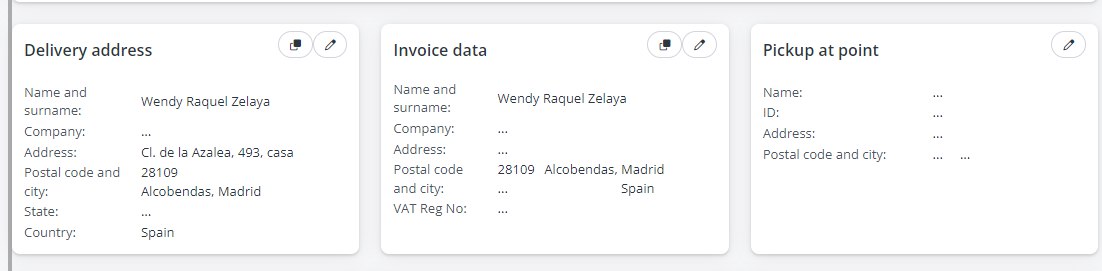 Delivery address
Name and surname: Wendy Raquel Zelaya
Company: ...
Address: Cl. de la Azalea, 493, casa
Postal code and city: 28109
Alcobendas, Madrid
State: ...
Country: Spain
Invoice data
Name and surname: Wendy Raquel Zelaya
Company: ...
Address: ...
Postal code 28109 Alcobendas, Madrid
and city: ... Spain
VAT Reg No: ...
Pickup at point
Name: ...
ID: ...
Address: ...
Postal code and city: ... ...